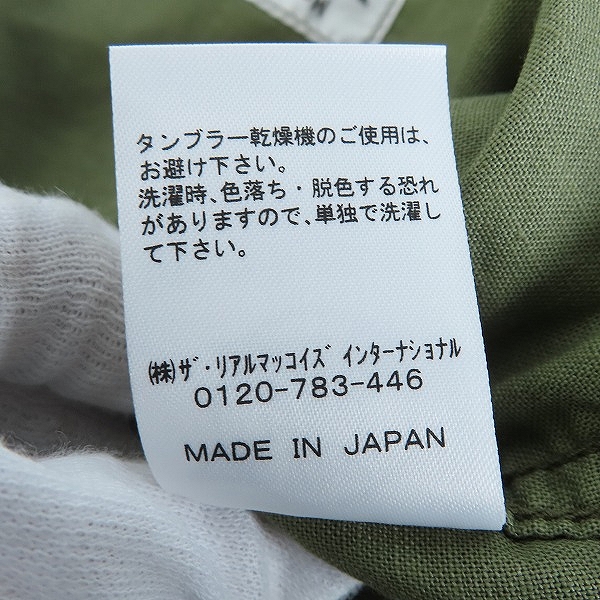 タンブラー乾燥機のご使用は、
お避け下さい。
洗濯時、色落ち・脱色する恐れ
がありますので、単独で洗濯し
て下さい。
㈱ザ・リアルマッコイズ インターナショナル
0120-783-446
MADE IN JAPAN